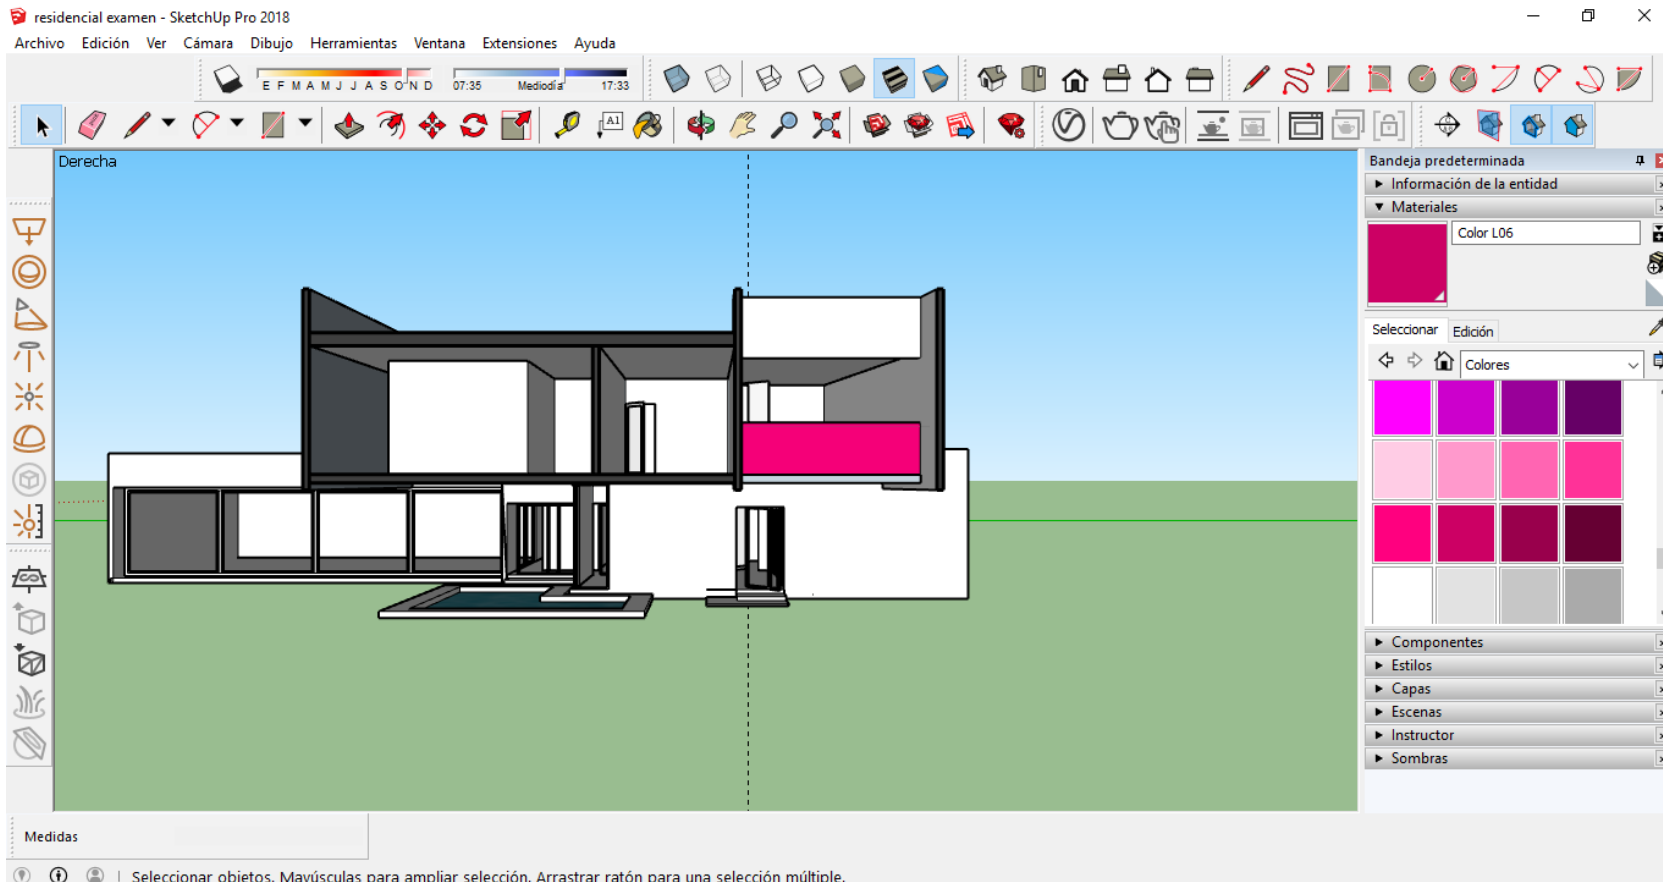 residencial examen - SketchUp Pro 2018
Archivo Edición Ver Cámara Dibujo Herramientas Ventana Extensiones Ayuda
E F M A M J J A S O N D 07:35 Mediodía 17:33
A1
Derecha
Bandeja predeterminada
Información de la entidad
Materiales
Color L06
Seleccionar Edición
Colores
Componentes
Estilos
Capas
Escenas
Instructor
Sombras
Medidas
Seleccionar objetos. Mayúsculas para ampliar selección. Arrastrar ratón para una selección múltiple.